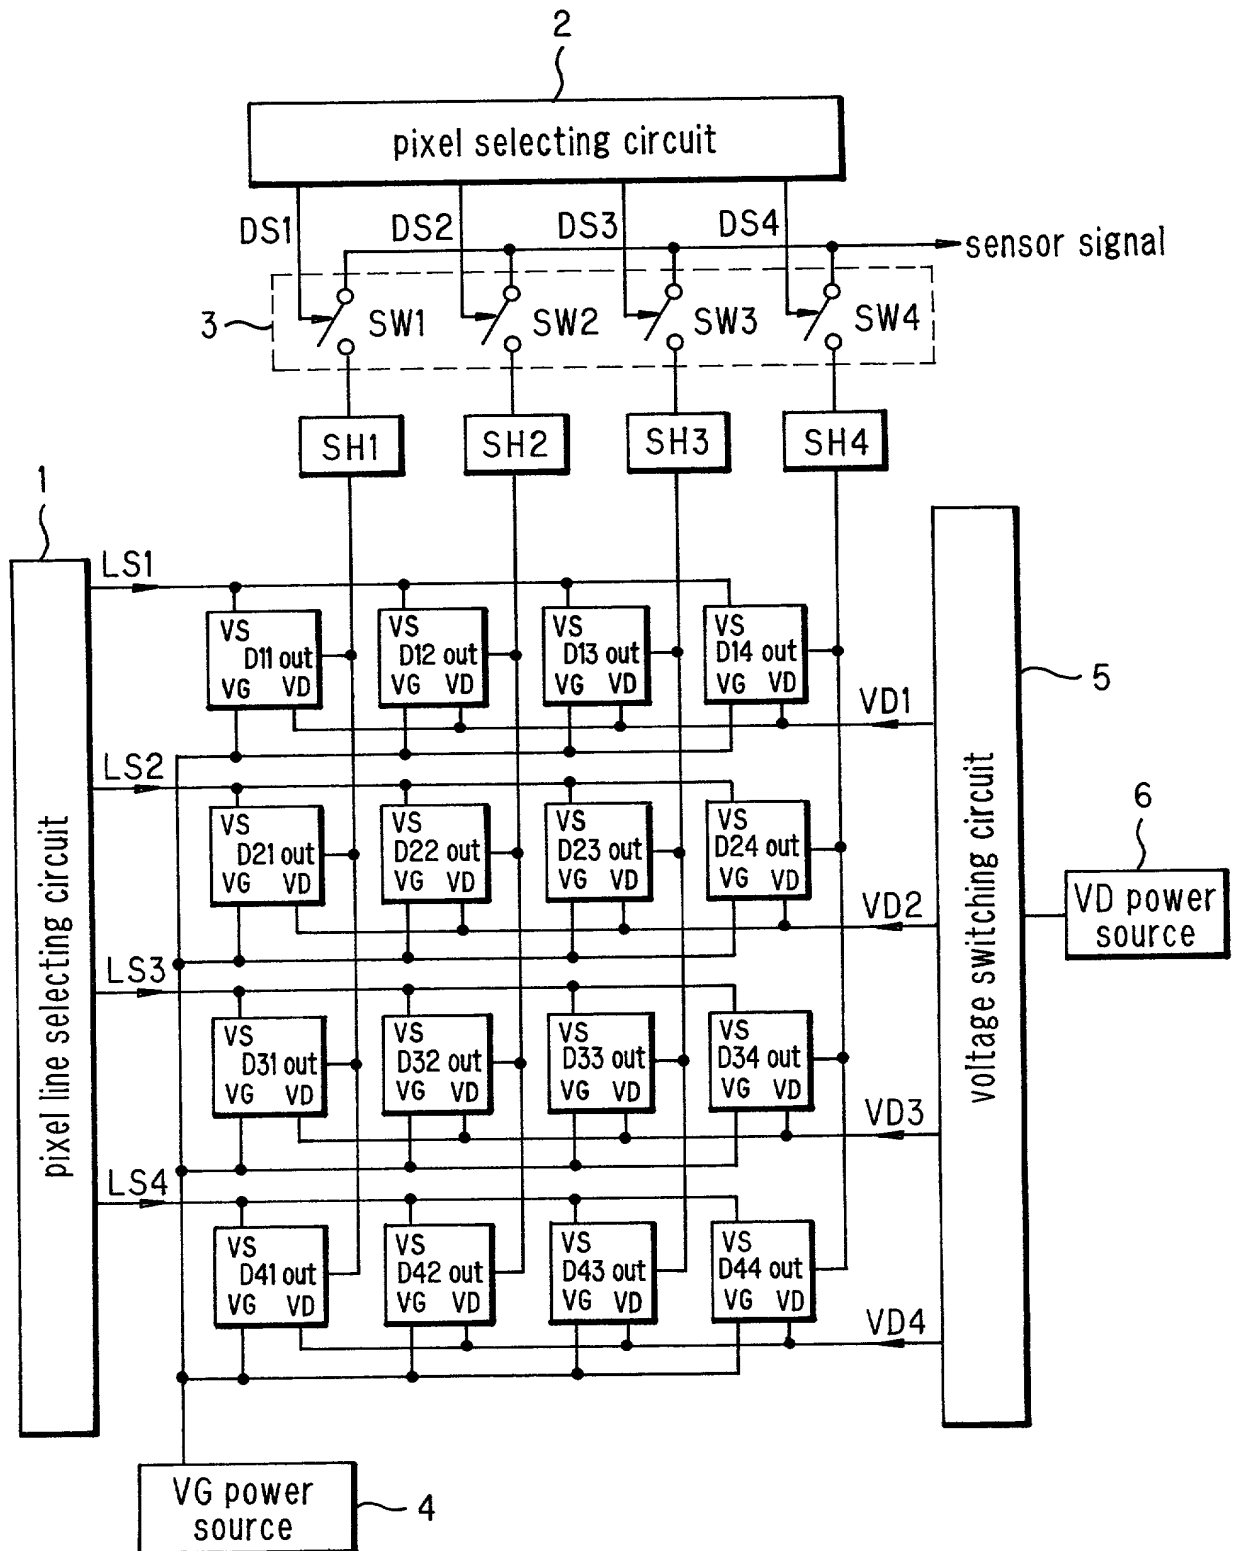 2
pixel selecting circuit
DS1 DS2 DS3 DS4
sensor signal
3
SW1 SW2 SW3 SW4
SH1 SH2 SH3 SH4
1
pixel line selecting circuit
LS1
VS VS VS VS
D11 out D12 out D13 out D14 out
VG VD VG VD VG VD VG VD
VD1
5
voltage switching circuit
LS2
VS VS VS VS
D21 out D22 out D23 out D24 out
VG VD VG VD VG VD VG VD
VD2
6
VD power
source
LS3
VS VS VS VS
D31 out D32 out D33 out D34 out
VG VD VG VD VG VD VG VD
VD3
LS4
VS VS VS VS
D41 out D42 out D43 out D44 out
VG VD VG VD VG VD VG VD
VD4
VG power
source
4